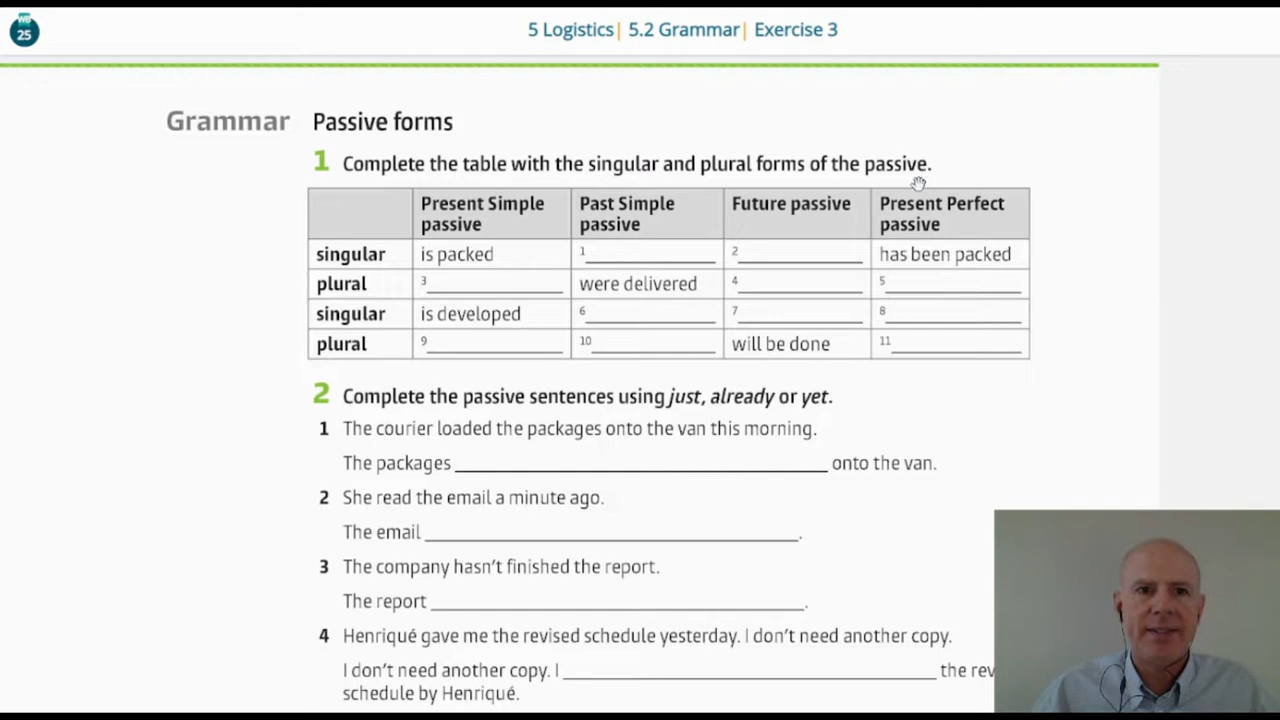 WB
25
5 Logistics| 5.2 Grammar| Exercise 3
Grammar Passive forms
1 Complete the table with the singular and plural forms of the passive.
Present Simple passive Past Simple passive Future passive Present Perfect passive
singular is packed 1 2 has been packed
plural 3 were delivered 4 5
singular is developed 6 7 8
plural 9 10 will be done 11
2 Complete the passive sentences using just, already or yet.
1 The courier loaded the packages onto the van this morning.
The packages ____ onto the van.
2 She read the email a minute ago.
The email ____.
3 The company hasn't finished the report.
The report ____.
4 Henriqué gave me the revised schedule yesterday. I don't need another copy.
I don't need another copy. I ____ the rev
schedule by Henriqué.